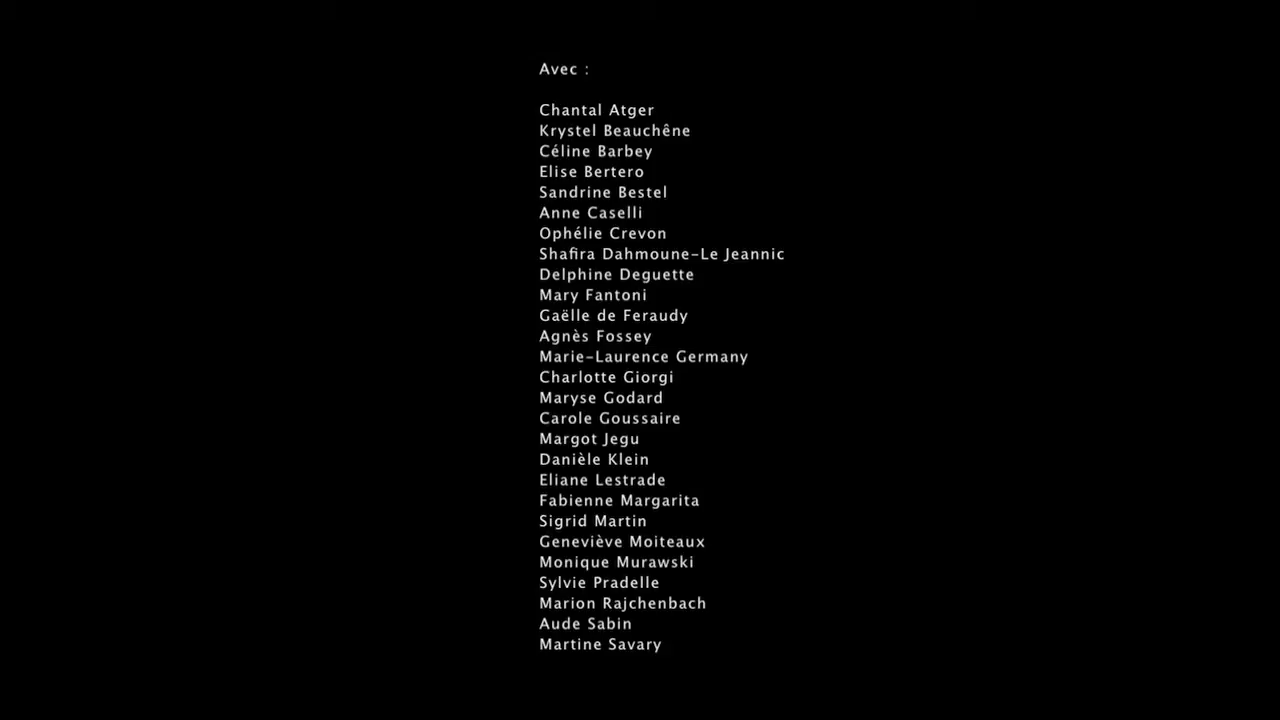 Avec :
Chantal Atger
Krystel Beauchêne
Céline Barbey
Elise Bertero
Sandrine Bestel
Anne Caselli
Ophélie Crevon
Shafira Dahmoune-Le Jeannic
Delphine Deguette
Mary Fantoni
Gaëlle de Feraudy
Agnès Fossey
Marie-Laurence Germany
Charlotte Giorgi
Maryse Godard
Carole Goussaire
Margot Jegu
Danièle Klein
Eliane Lestrade
Fabienne Margarita
Sigrid Martin
Geneviève Moiteaux
Monique Murawski
Sylvie Pradelle
Marion Rajchenbach
Aude Sabin
Martine Savary